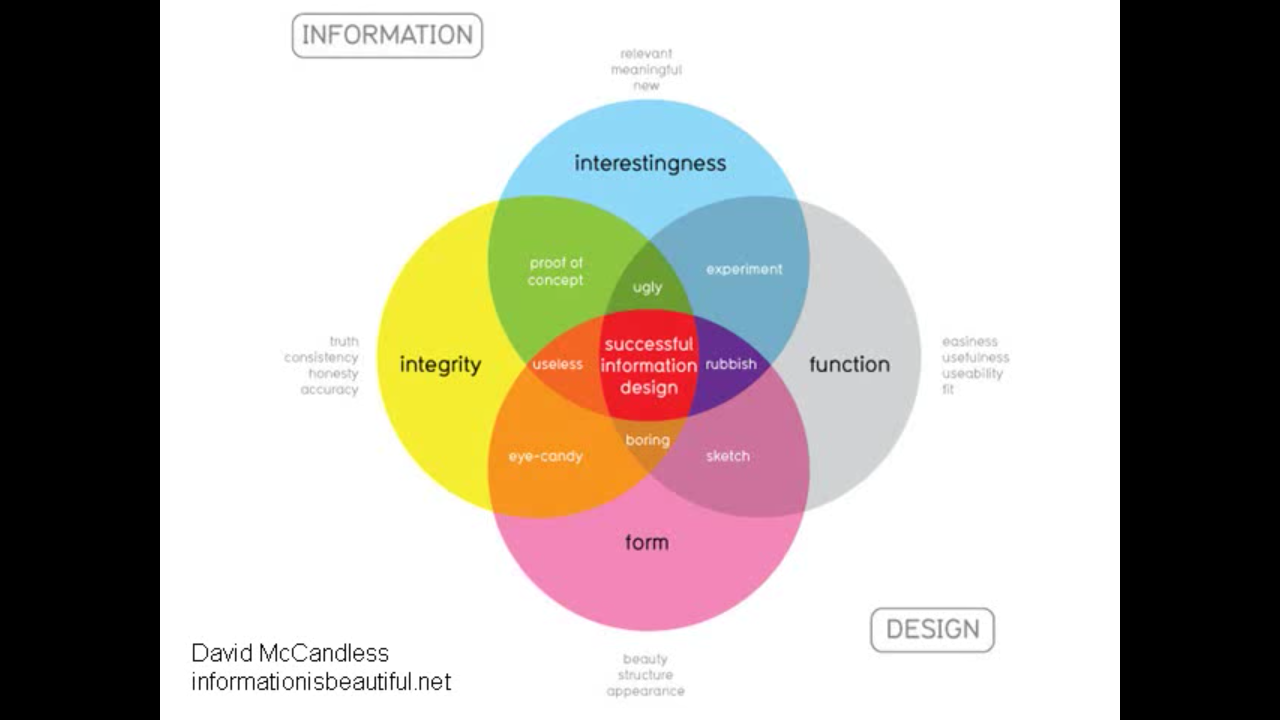 INFORMATION
relevant
meaningful
new
interestingness
proof of
concept
experiment
ugly
truth
consistency
honesty
accuracy
integrity
useless
successful
information
design
rubbish
function
easiness
usefulness
useability
fit
boring
eye-candy
sketch
form
DESIGN
David McCandless
informationisbeautiful.net
beauty
structure
appearance